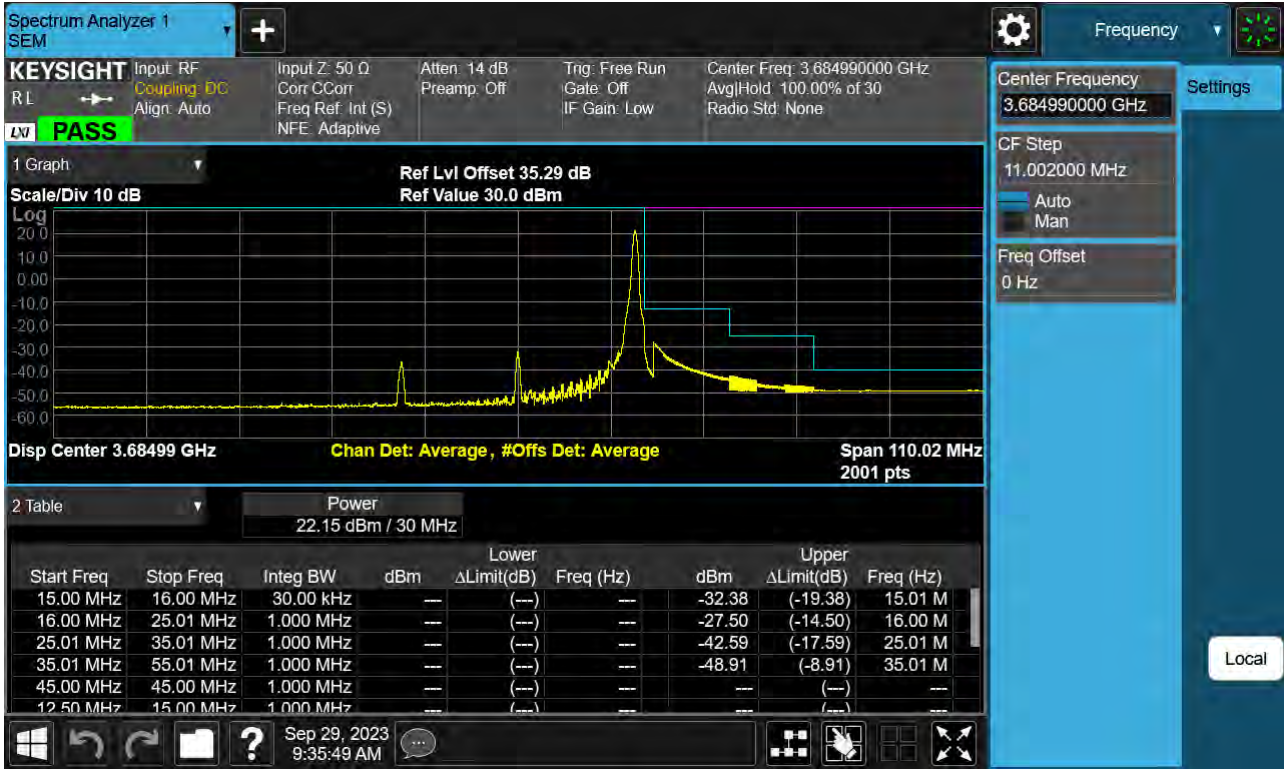 Spectrum Analyzer 1
SEM
+
Frequency
KEYSIGHT
RL
LXI
PASS
Input: RF
Coupling: DC
Align: Auto
Input Z: 50 Ω
Corr CCorr
Freq Ref: Int (S)
NFE: Adaptive
Atten: 14 dB
Preamp: Off
Trig: Free Run
Gate: Off
IF Gain: Low
Center Freq: 3.684990000 GHz
Avg|Hold: 100.00% of 30
Radio Std: None
Center Frequency
3.684990000 GHz
Settings
CF Step
11.002000 MHz
Auto
Man
Freq Offset
0 Hz
Local
1 Graph
Scale/Div 10 dB
Ref Lvl Offset 35.29 dB
Ref Value 30.0 dBm
Log
20.0
10.0
0.00
-10.0
-20.0
-30.0
-40.0
-50.0
-60.0
Disp Center 3.68499 GHz
Chan Det: Average, #Offs Det: Average
Span 110.02 MHz
2001 pts
2 Table
Power
22.15 dBm / 30 MHz
Lower Upper
Start Freq Stop Freq Integ BW dBm ΔLimit(dB) Freq (Hz) dBm ΔLimit(dB) Freq (Hz)
15.00 MHz 16.00 MHz 30.00 kHz --- (---) --- -32.38 (-19.38) 15.01 M
16.00 MHz 25.01 MHz 1.000 MHz --- (---) --- -27.50 (-14.50) 16.00 M
25.01 MHz 35.01 MHz 1.000 MHz --- (---) --- -42.59 (-17.59) 25.01 M
35.01 MHz 55.01 MHz 1.000 MHz --- (---) --- -48.91 (-8.91) 35.01 M
45.00 MHz 45.00 MHz 1.000 MHz --- (---) --- --- (---) ---
12.50 MHz 15.00 MHz 1.000 MHz --- (---) --- --- (---) ---
?
Sep 29, 2023
9:35:49 AM